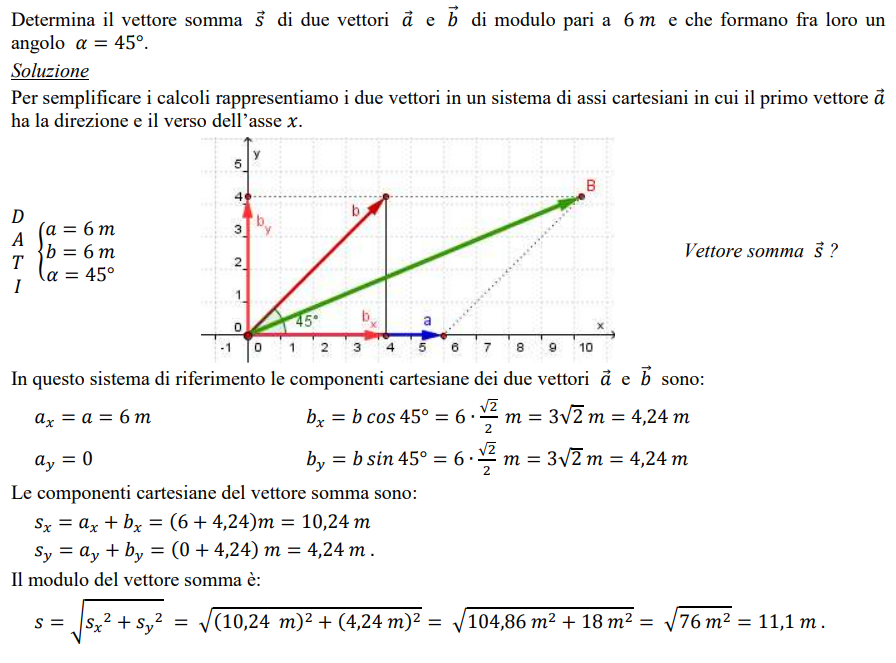 Determina il vettore somma $\vec{s}$ di due vettori $\vec{a}$ e $\vec{b}$ di modulo pari a 6 m e che formano fra loro un
angolo α = 45°.
Soluzione
Per semplificare i calcoli rappresentiamo i due vettori in un sistema di assi cartesiani in cui il primo vettore $\vec{a}$
ha la direzione e il verso dell'asse x.
D
A
T
I
a = 6 m
b = 6 m
α = 45°
y
5
4
3
2
1
0
b_y
b
B
45°
b_x
a
x
-1 0 1 2 3 4 5 6 7 8 9 10
Vettore somma $\vec{s}$ ?
In questo sistema di riferimento le componenti cartesiane dei due vettori $\vec{a}$ e $\vec{b}$ sono:
$a_x = a = 6\ m$ $b_x = b\ cos\ 45° = 6 \cdot \frac{\sqrt{2}}{2}\ m = 3\sqrt{2}\ m = 4,24\ m$
$a_y = 0$ $b_y = b\ sin\ 45° = 6 \cdot \frac{\sqrt{2}}{2}\ m = 3\sqrt{2}\ m = 4,24\ m$
Le componenti cartesiane del vettore somma sono:
$s_x = a_x + b_x = (6 + 4,24)m = 10,24\ m$
$s_y = a_y + b_y = (0 + 4,24)\ m = 4,24\ m\ .$
Il modulo del vettore somma è:
$s = \sqrt{{s_x}^2 + {s_y}^2} = \sqrt{(10,24\ m)^2 + (4,24\ m)^2} = \sqrt{104,86\ m^2 + 18\ m^2} = \sqrt{76\ m^2} = 11,1\ m\ .$